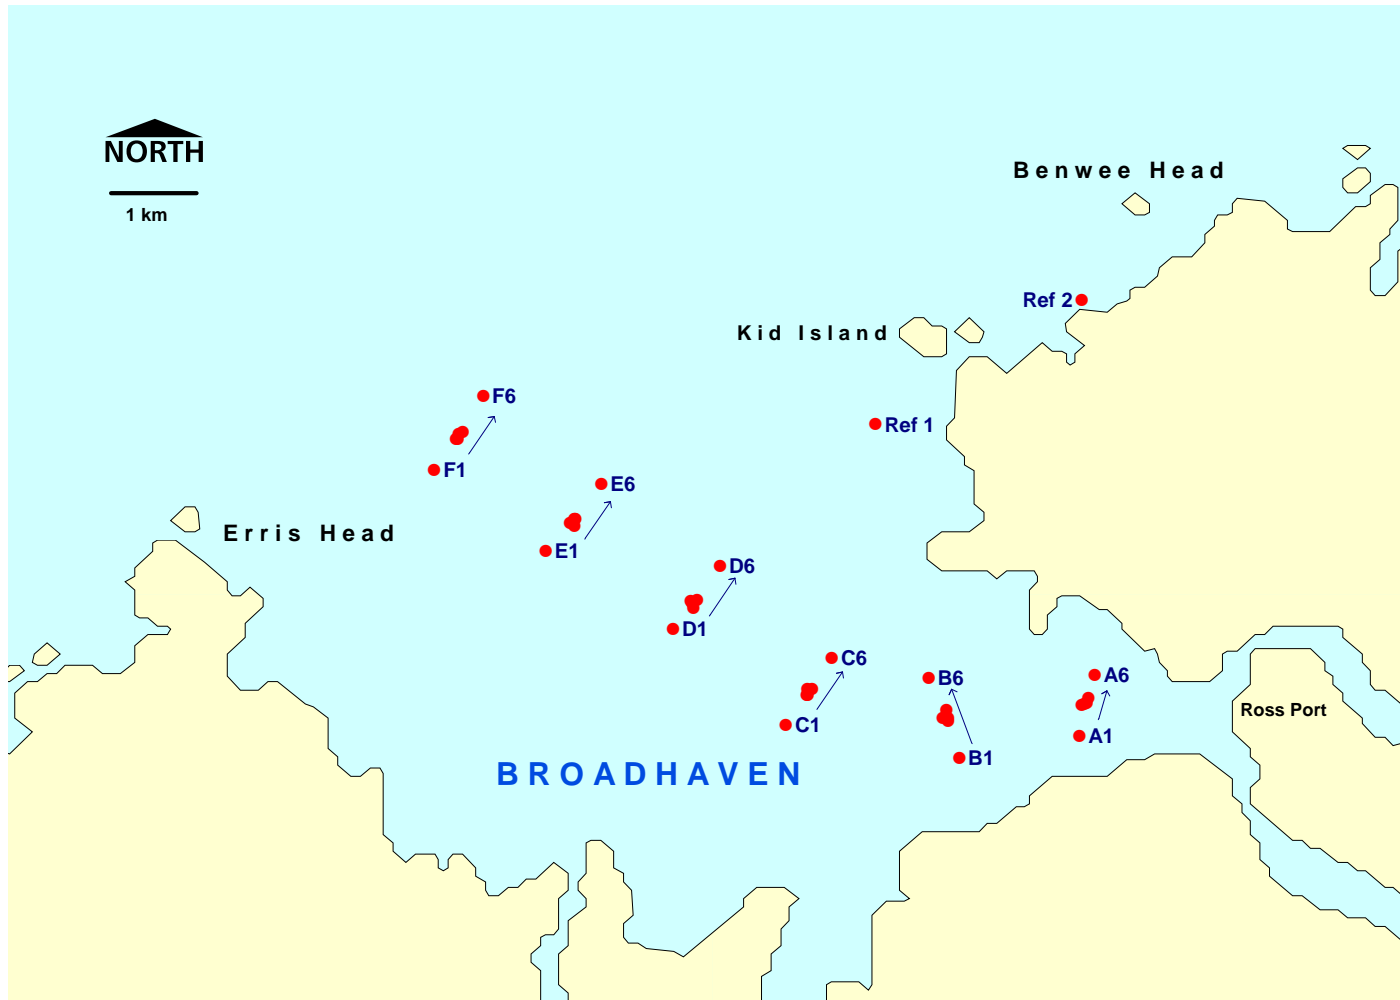 NORTH
1 km
Benwee Head
Ref 2
Kid Island
F6
Ref 1
F1
E6
Erris Head
E1
D6
D1
C6
A6
B6
Ross Port
C1
A1
B1
BROADHAVEN